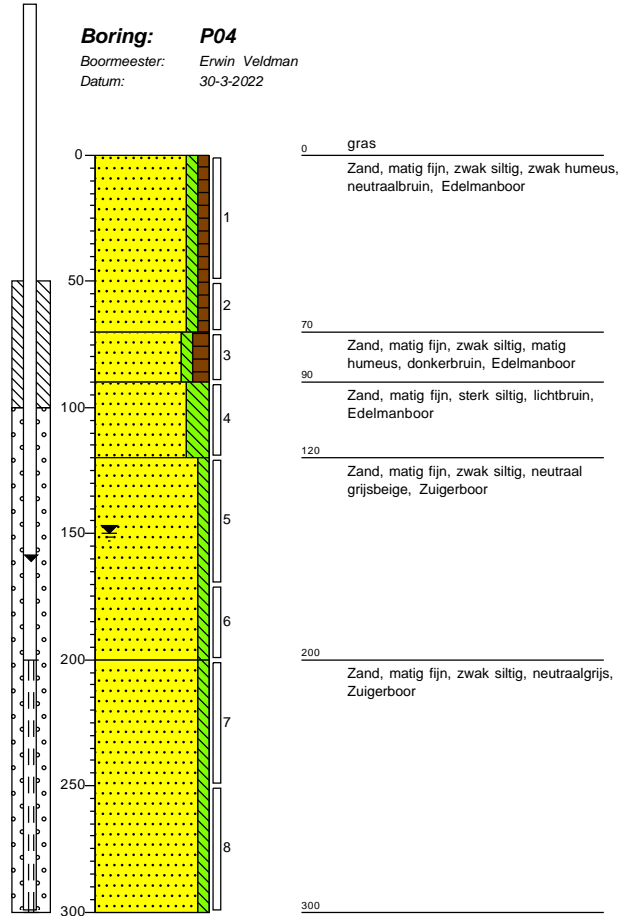 Boring: P04
Boormeester: Erwin Veldman
Datum: 30-3-2022
0
50
100
150
200
250
300
1
2
3
4
5
6
7
8
0 gras
Zand, matig fijn, zwak siltig, zwak humeus,
neutraalbruin, Edelmanboor
70
Zand, matig fijn, zwak siltig, matig
humeus, donkerbruin, Edelmanboor
90
Zand, matig fijn, sterk siltig, lichtbruin,
Edelmanboor
120
Zand, matig fijn, zwak siltig, neutraal
grijsbeige, Zuigerboor
200
Zand, matig fijn, zwak siltig, neutraalgrijs,
Zuigerboor
300